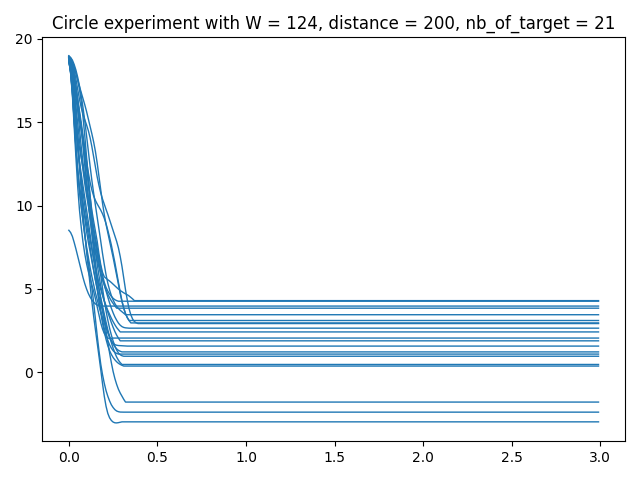 Circle experiment with W = 124, distance = 200, nb_of_target = 21
20
15
10
5
0
0.0 0.5 1.0 1.5 2.0 2.5 3.0